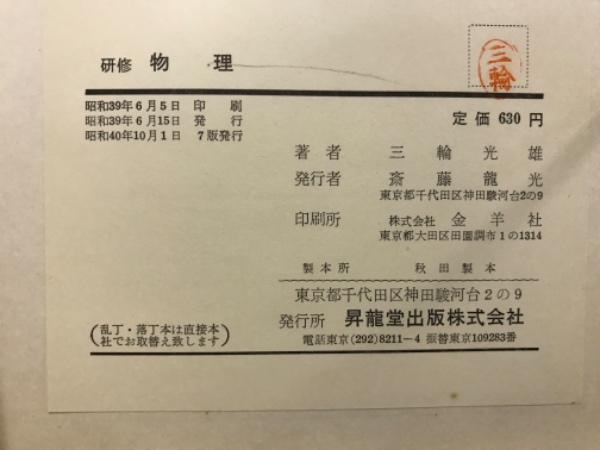 研修 物理
三輪
昭和39年6月5日 印刷
昭和39年6月15日 発行
昭和40年10月1日 7版発行
定価 630円
著者 三輪光雄
発行者 斎藤龍光
東京都千代田区神田駿河台2の9
印刷所 株式会社 金羊社
東京都大田区田園調布1の1314
製本所 秋田製本
東京都千代田区神田駿河台2の9
発行所 昇龍堂出版株式会社
電話東京(292)8211-4 振替東京109283番
(乱丁・落丁本は直接本
社でお取替え致します)